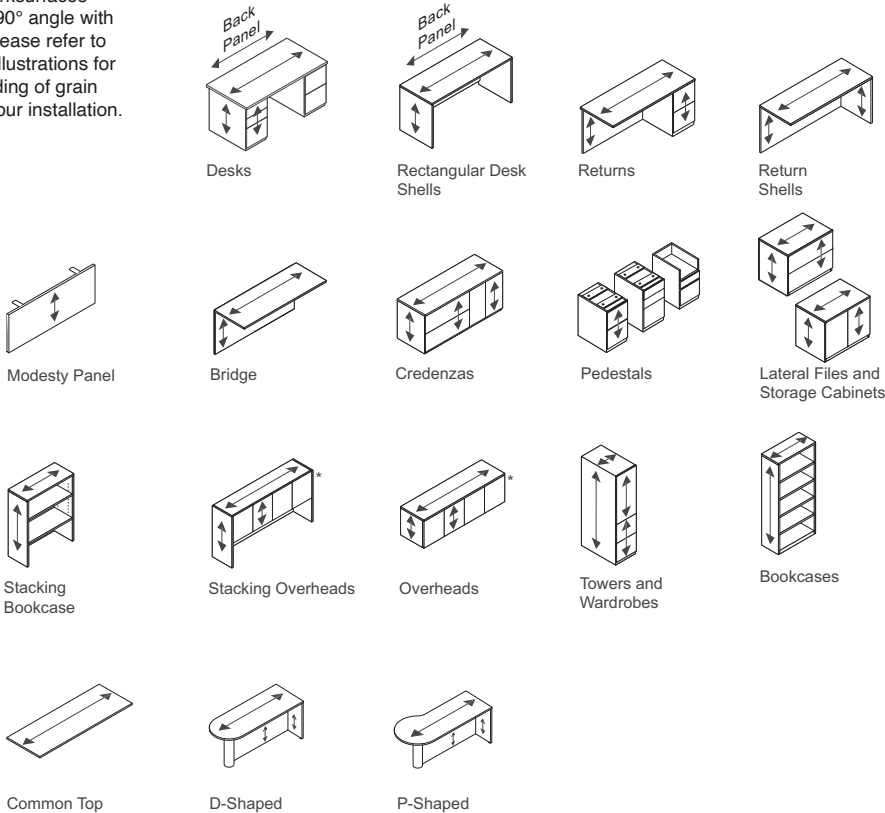 90° angle with
ease refer to
llustrations for
ding of grain
our installation.
Back
Panel
Back
Panel
Desks
Rectangular Desk
Shells
Returns
Return
Shells
Modesty Panel
Bridge
Credenzas
Pedestals
Lateral Files and
Storage Cabinets
*
*
Stacking
Bookcase
Stacking Overheads
Overheads
Towers and
Wardrobes
Bookcases
Common Top
D-Shaped
P-Shaped